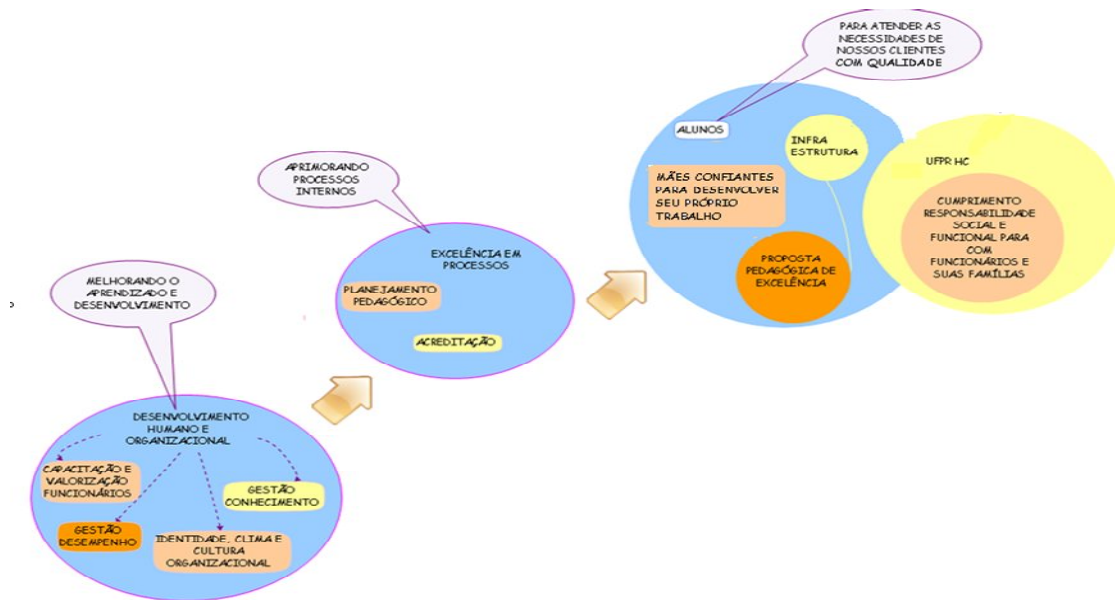 PARA ATENDER AS
NECESSIDADES DE
NOSSOS CLIENTES
COM QUALIDADE
ALUNOS
INFRA
ESTRUTURA
MÃES CONFIANTES
PARA DESENVOLVER
SEU PRÓPRIO
TRABALHO
PROPOSTA
PEDAGÓGICA DE
EXCELÊNCIA
UFPR HC
CUMPRIMENTO
RESPONSABILIDADE
SOCIAL E
FUNCIONAL PARA
COM
FUNCIONÁRIOS E
SUAS FAMÍLIAS
APRIMORANDO
PROCESSOS
INTERNOS
EXCELÊNCIA EM
PROCESSOS
PLANEJAMENTO
PEDAGÓGICO
ACREDITAÇÃO
MELHORANDO O
APRENDIZADO E
DESENVOLVIMENTO
DESENVOLVIMENTO
HUMANO E
ORGANIZACIONAL
CAPACITAÇÃO E
VALORIZAÇÃO
FUNCIONÁRIOS
GESTÃO
CONHECIMENTO
GESTÃO
DESEMPENHO
IDENTIDADE, CLIMA E
CULTURA
ORGANIZACIONAL